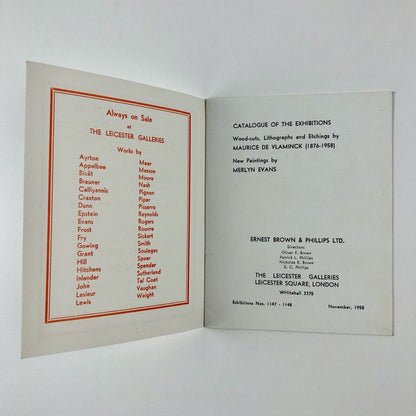 Always on Sale
at
THE LEICESTER GALLERIES
Works by
Ayrton
Appelbee
Bicât
Brauner
Calliyannis
Creston
Dunn
Epstein
Evans
Frost
Fry
Gowing
Grant
Hill
Hitchens
Inlander
John
Lesieur
Lewis
Maar
Masson
Moore
Nash
Pignon
Piper
Pissarro
Reynolds
Rogers
Rouve
Sickert
Smith
Soulages
Spear
Spender
Sutherland
Tal Coat
Vaughan
Weight
CATALOGUE OF THE EXHIBITIONS
Wood-cuts, Lithographs and Etchings by
MAURICE DE VLAMINCK (1876-1958)
New Paintings by
MERLYN EVANS
ERNEST BROWN & PHILLIPS LTD.
Directors:
Oliver F. Brown
Patrick L. Phillips
Nicholas E. Brown
E. C. Phillips
THE LEICESTER GALLERIES
LEICESTER SQUARE, LONDON
WHItehall 3375
Exhibitions Nos. 1147 - 1148 November, 1958